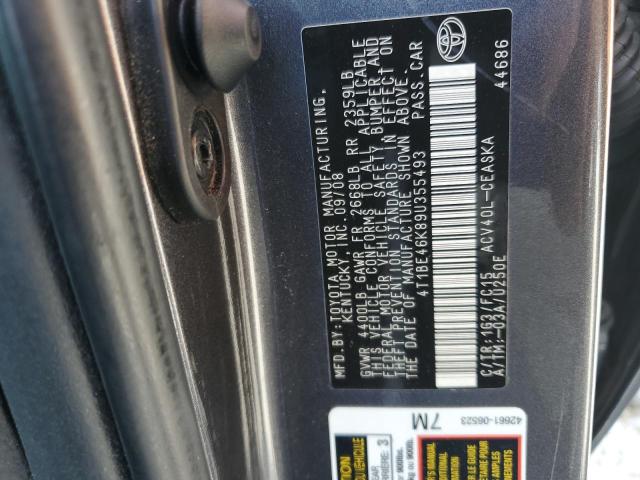 MFD.BY:TOYOTA MOTOR MANUFACTURING,
KENTUCKY, INC. 09/08
GVWR 4400LB GAWR FR 2668LB RR 2359LB
THIS VEHICLE CONFORMS TO ALL APPLICABLE
FEDERAL MOTOR VEHICLE SAFETY, BUMPER, AND
THEFT PREVENTION STANDARDS IN EFFECT ON
THE DATE OF MANUFACTURE SHOWN ABOVE.
4T1BE46K89U355493 PASS.CAR
C/TR:1G3/FC15 ACV40L-CEASKA 44686
A/TM:-03A/U250E
42661-06523
7M